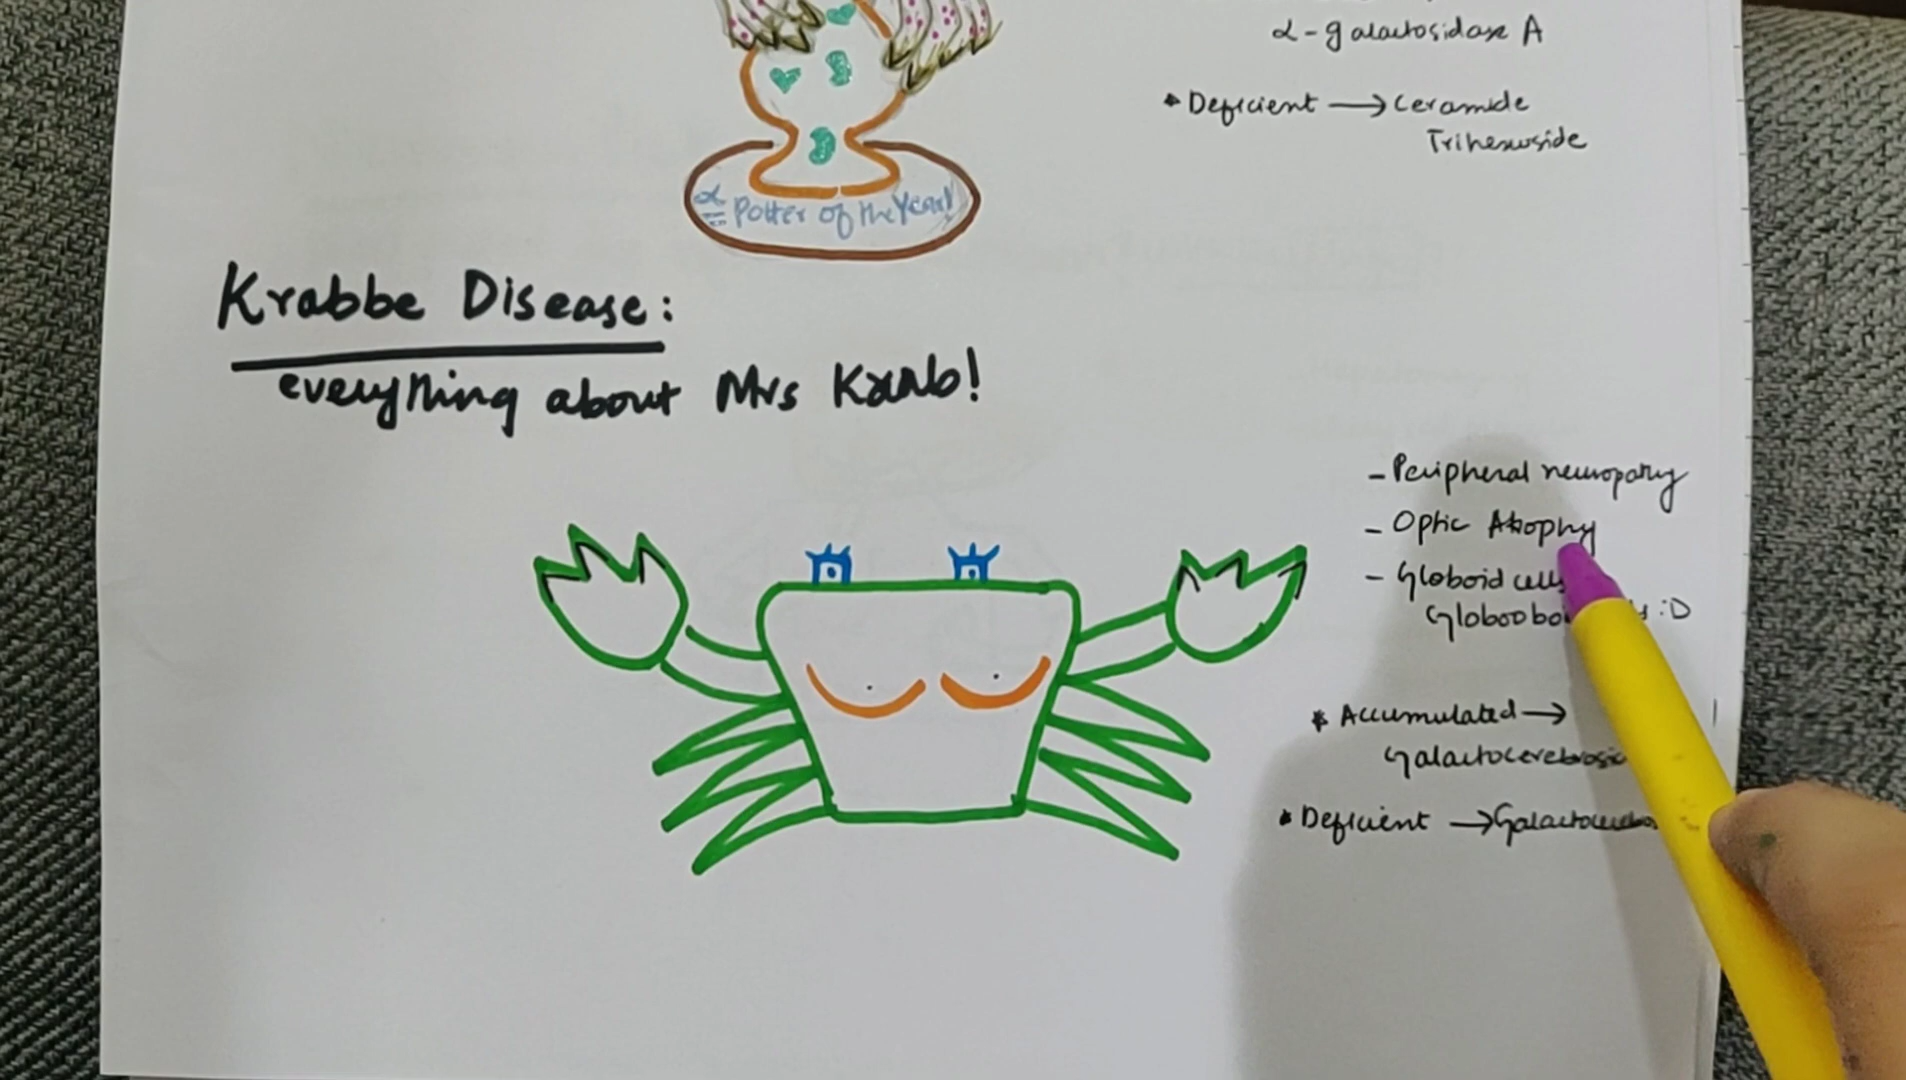 α-galactosidase A
* Deficient → Ceramide
Trihexoside
α = Potter of the Year!
Krabbe Disease:
everything about Mrs Krab!
- Peripheral neuropathy
- Optic Atrophy
- Globoid cells
:D
* Accumulated →
* Deficient →